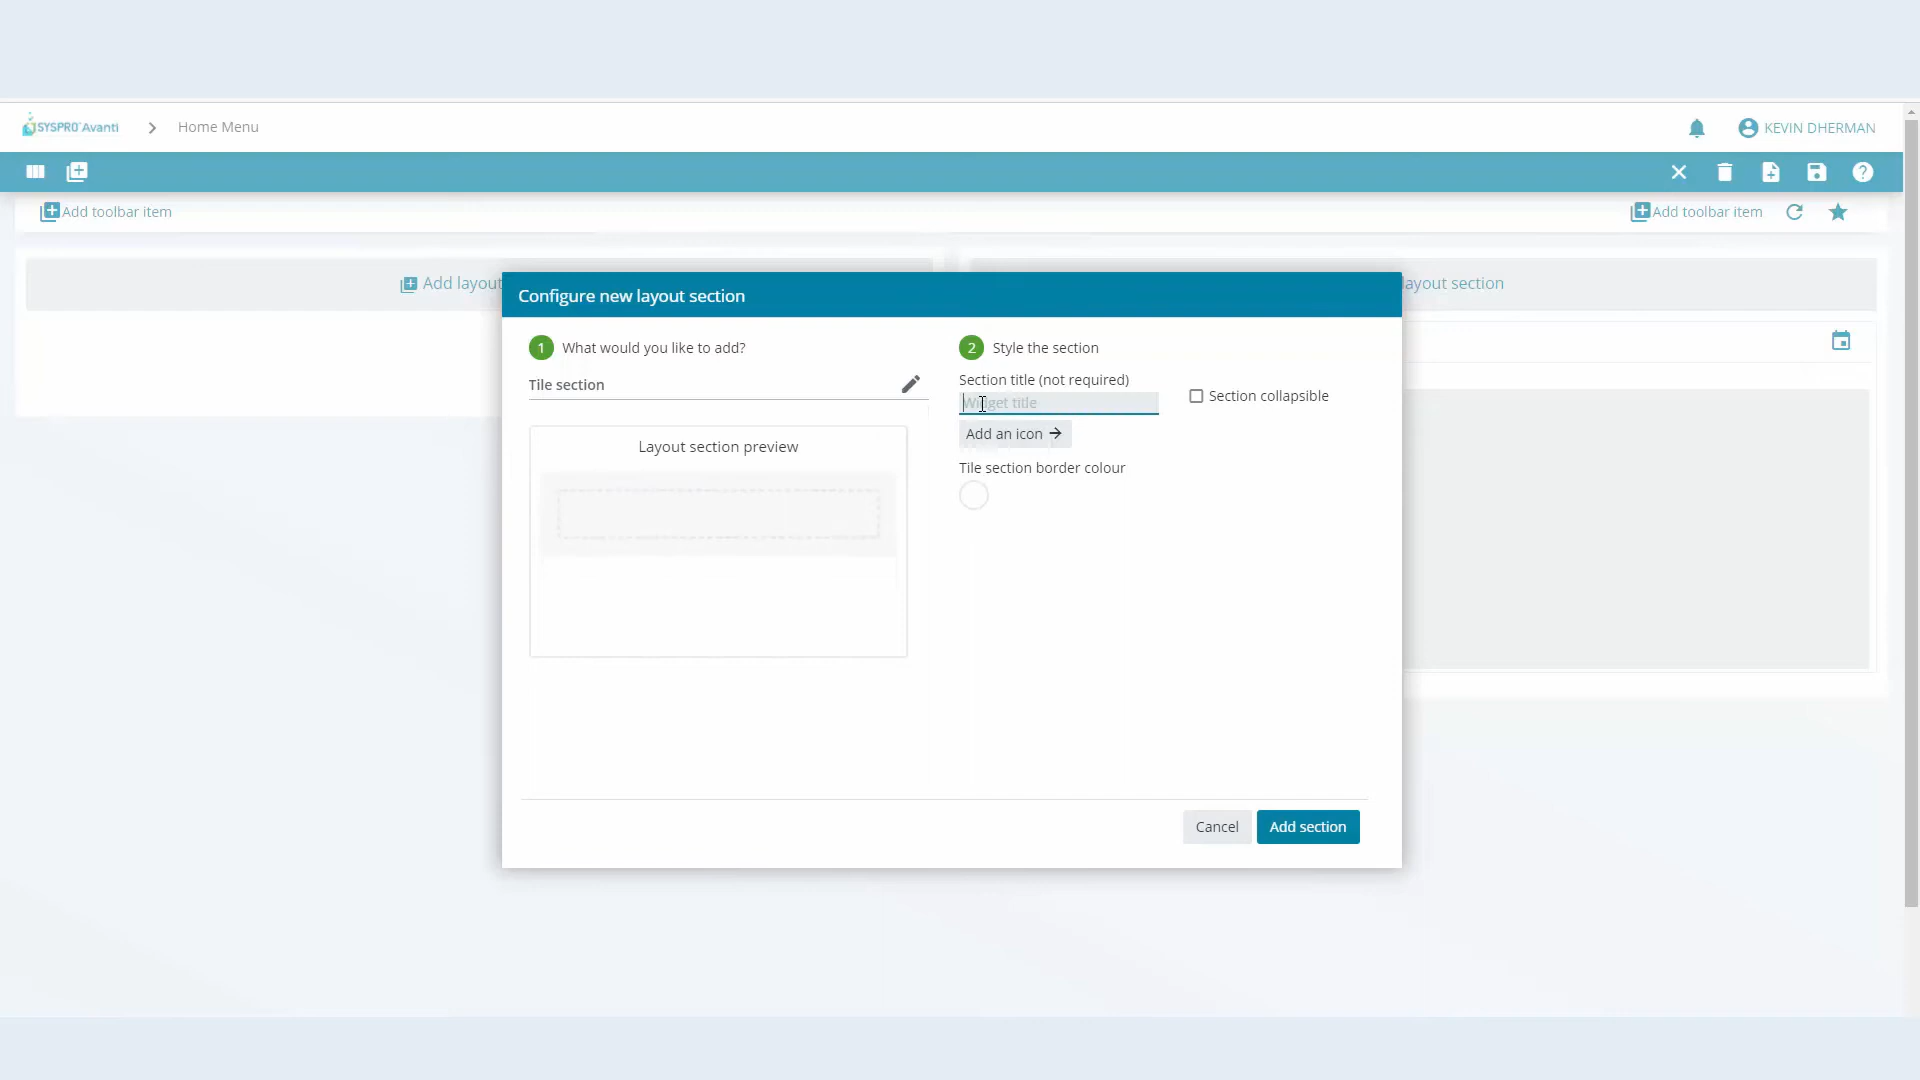 SYSPRO Avanti
Home Menu
KEVIN DHERMAN
Add toolbar item
Add toolbar item
Add layout
layout section
Configure new layout section
1 What would you like to add?
Tile section
Layout section preview
2 Style the section
Section title (not required)
Widget title
Section collapsible
Add an icon
Tile section border colour
Cancel
Add section